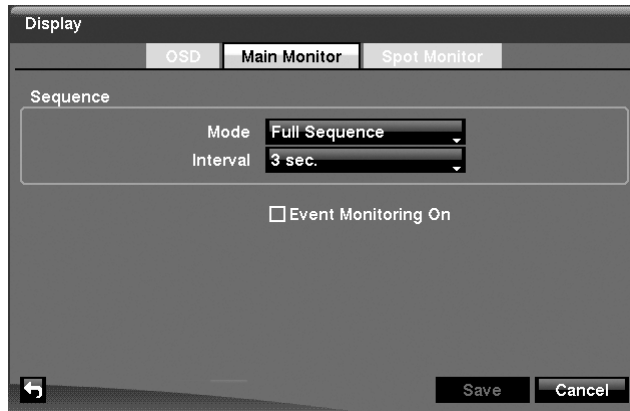 Display
OSD Main Monitor Spot Monitor
Sequence
Mode Full Sequence
Interval 3 sec.
Event Monitoring On
Save Cancel